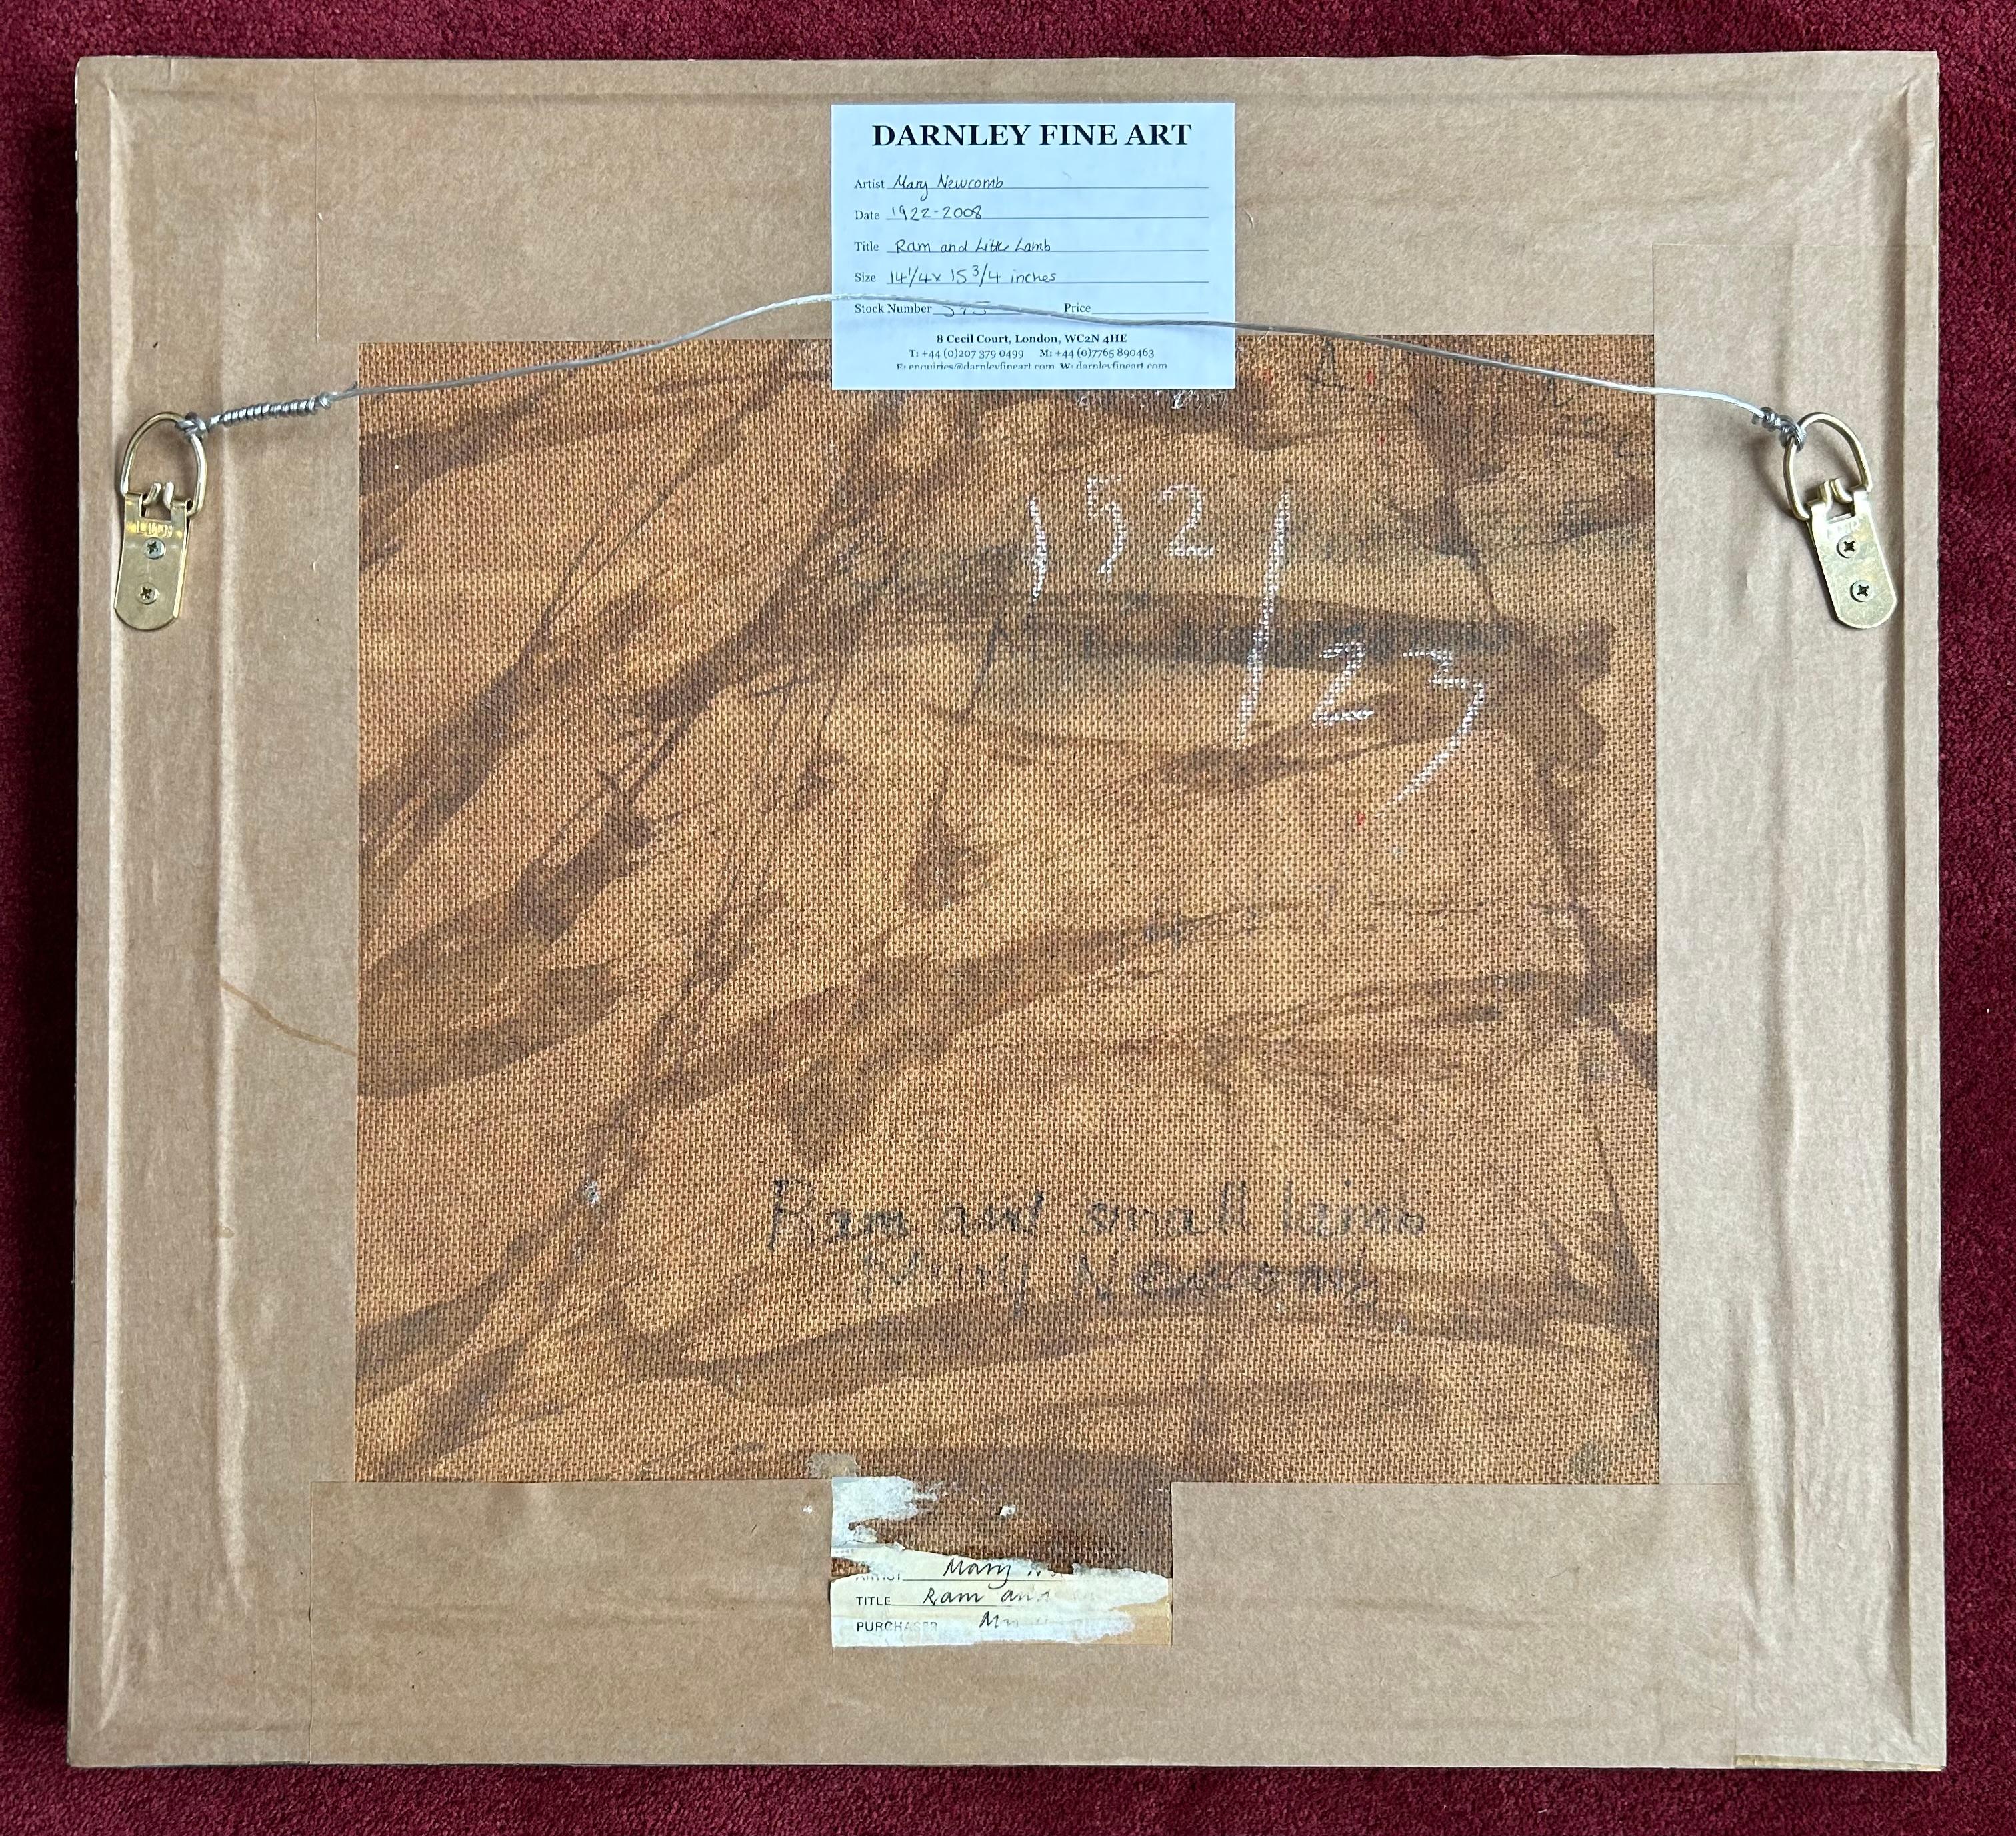 DARNLEY FINE ART
Artist Mary Newcomb
Date 1922-2008
Title Ram and Little Lamb
Size 14 1/4 x 15 3/4 inches
Stock Number Price
8 Cecil Court, London, WC2N 4HE
T: +44 (0)207 379 0499 M: +44 (0)7765 890463
E: enquiries@darnleyfineart.com W: darnleyfineart.com
152/
123
Ram and small lamb
Mary Newcomb
ARTIST Mary
TITLE Ram and
PURCHASER